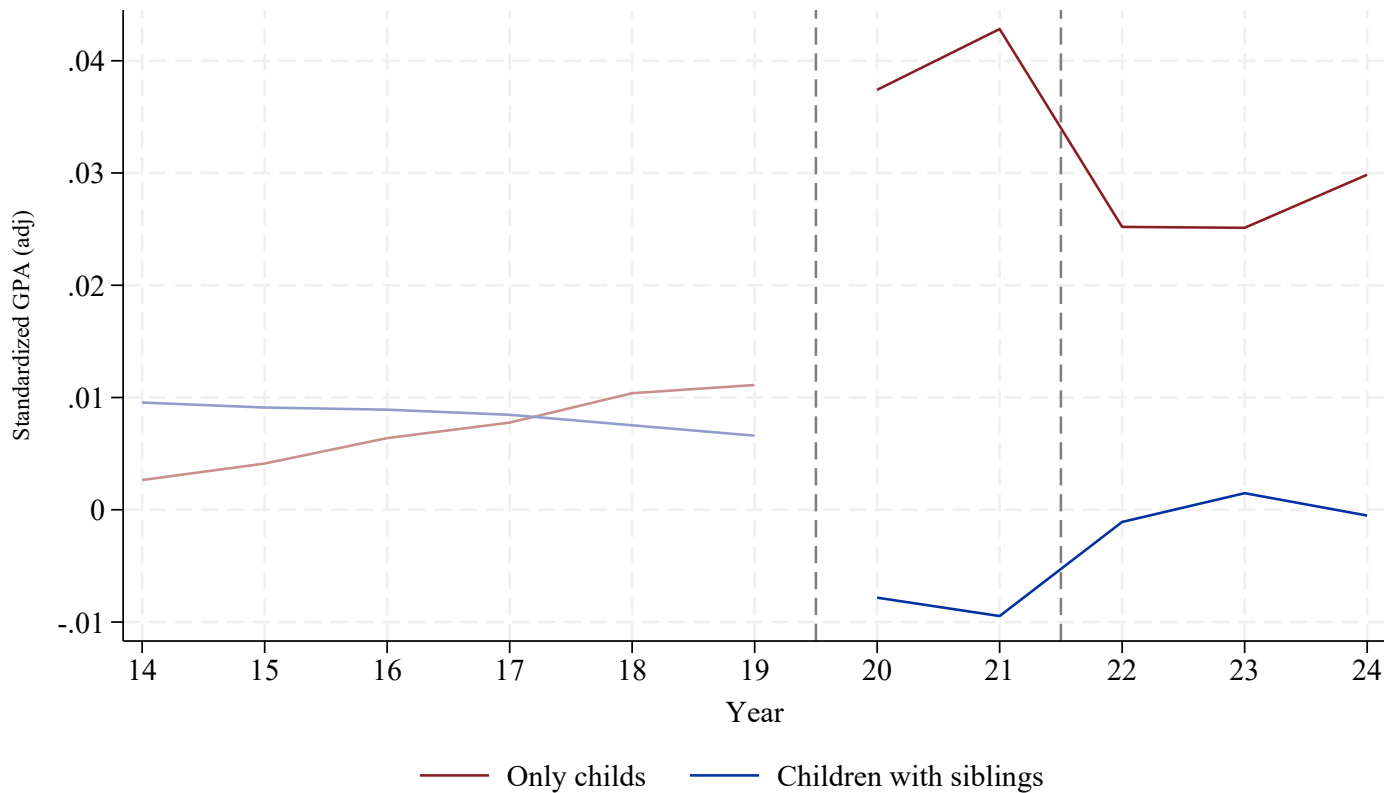 .04
.03
.02
.01
0
-.01
Standardized GPA (adj)
14 15 16 17 18 19 20 21 22 23 24
Year
Only childs Children with siblings